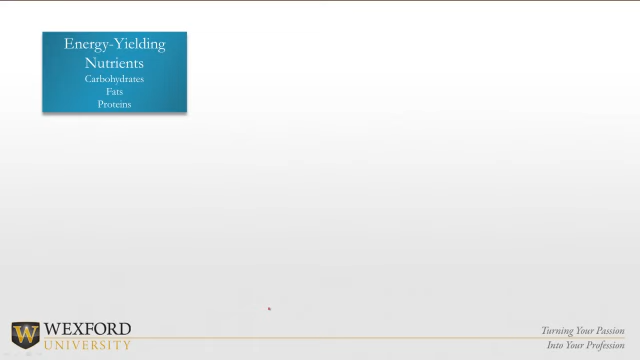 Energy-Yielding
Nutrients
Carbohydrates
Fats
Proteins
W WEXFORD
UNIVERSITY
Turning Your Passion
Into Your Profession